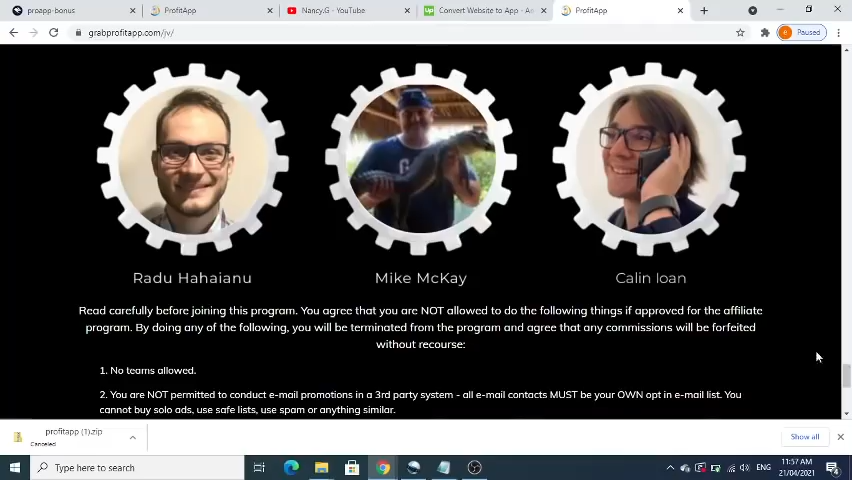 proapp-bonus
ProfitApp
Nancy.G - YouTube
Up
Convert Website to App - An
ProfitApp
grabprofitapp.com/jv/
e
Paused
Radu Hahaianu
Mike McKay
Calin Ioan
Read carefully before joining this program. You agree that you are NOT allowed to do the following things if approved for the affiliate
program. By doing any of the following, you will be terminated from the program and agree that any commissions will be forfeited
without recourse:
1. No teams allowed.
2. You are NOT permitted to conduct e-mail promotions in a 3rd party system - all e-mail contacts MUST be your OWN opt in e-mail list. You
cannot buy solo ads, use safe lists, use spam or anything similar.
profitapp (1).zip
Canceled
Show all
Type here to search
ENG
11:57 AM
21/04/2021
4